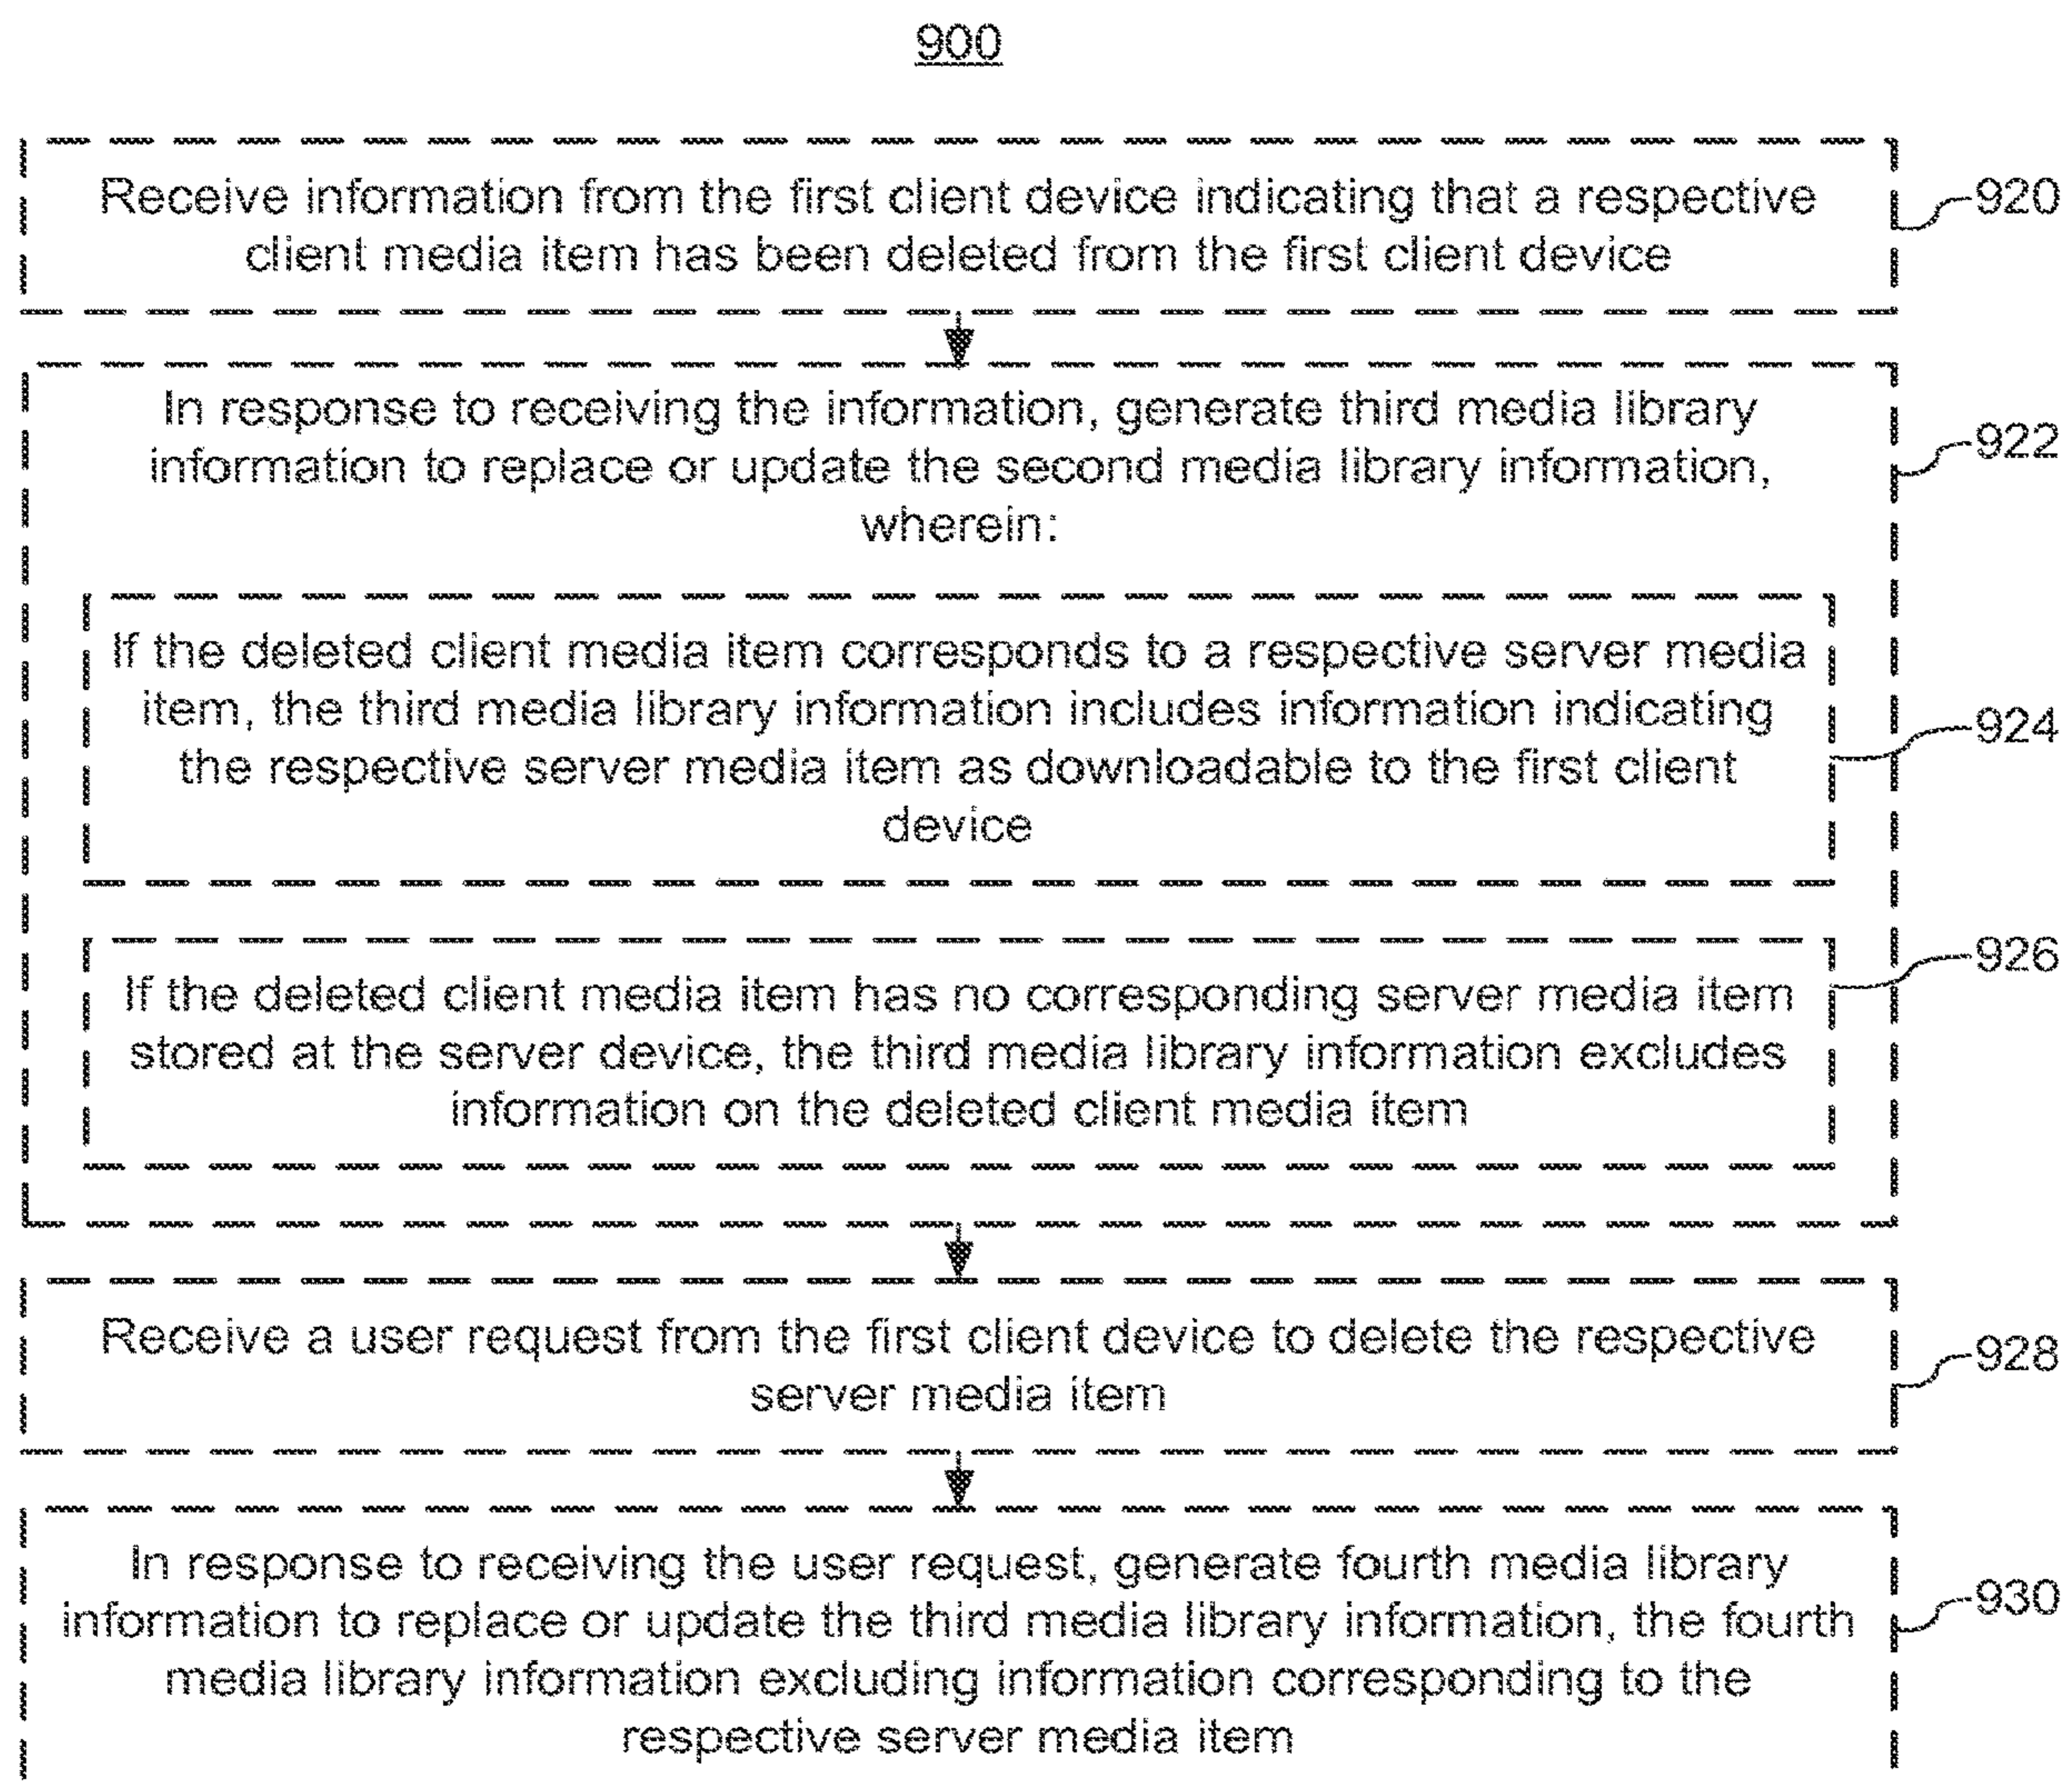 900
Receive information from the first client device indicating that a respective
client media item has been deleted from the first client device
920
In response to receiving the information, generate third media library
information to replace or update the second media library information,
wherein:
922
If the deleted client media item corresponds to a respective server media
item, the third media library information includes information indicating
the respective server media item as downloadable to the first client
device
924
If the deleted client media item has no corresponding server media item
stored at the server device, the third media library information excludes
information on the deleted client media item
926
Receive a user request from the first client device to delete the respective
server media item
928
In response to receiving the user request, generate fourth media library
information to replace or update the third media library information, the fourth
media library information excluding information corresponding to the
respective server media item
930